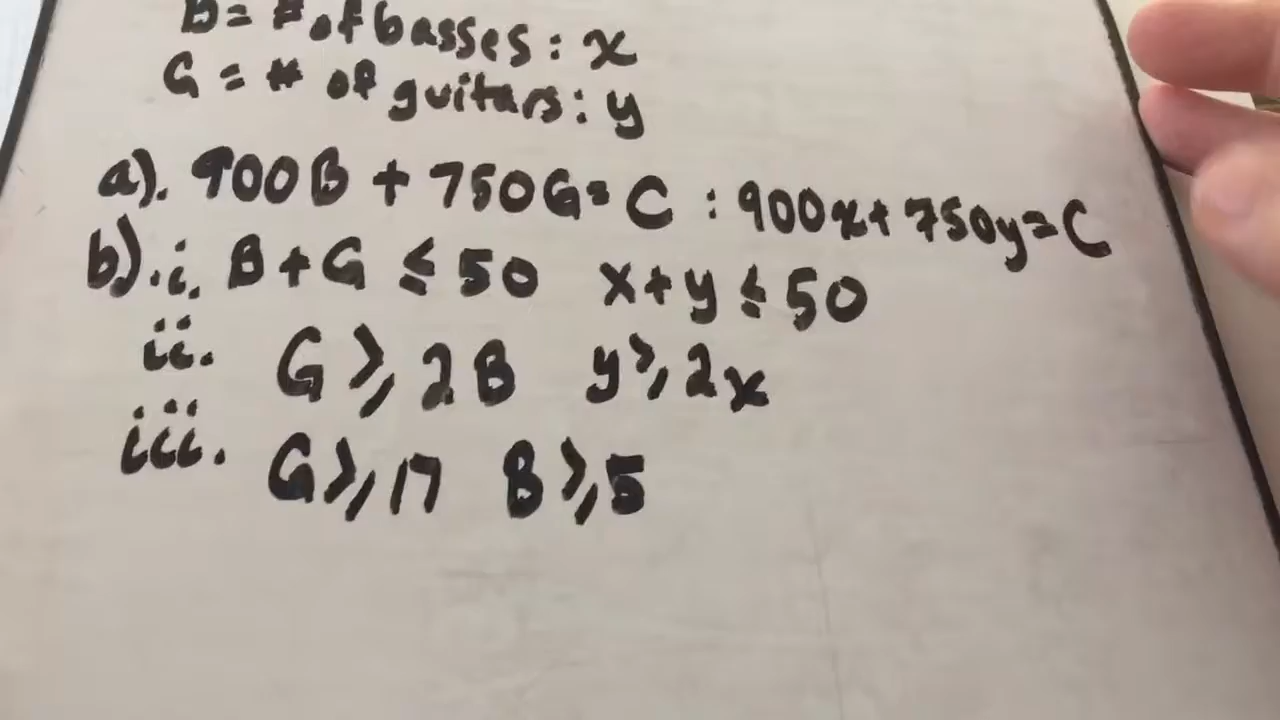 B = # of basses : x
G = # of guitars : y
a). 900B + 750G = C : 900x + 750y = C
b). i. B + G ≤ 50 x + y ≤ 50
ii. G ≥ 2B y ≥ 2x
iii. G ≥ 17 B ≥ 5